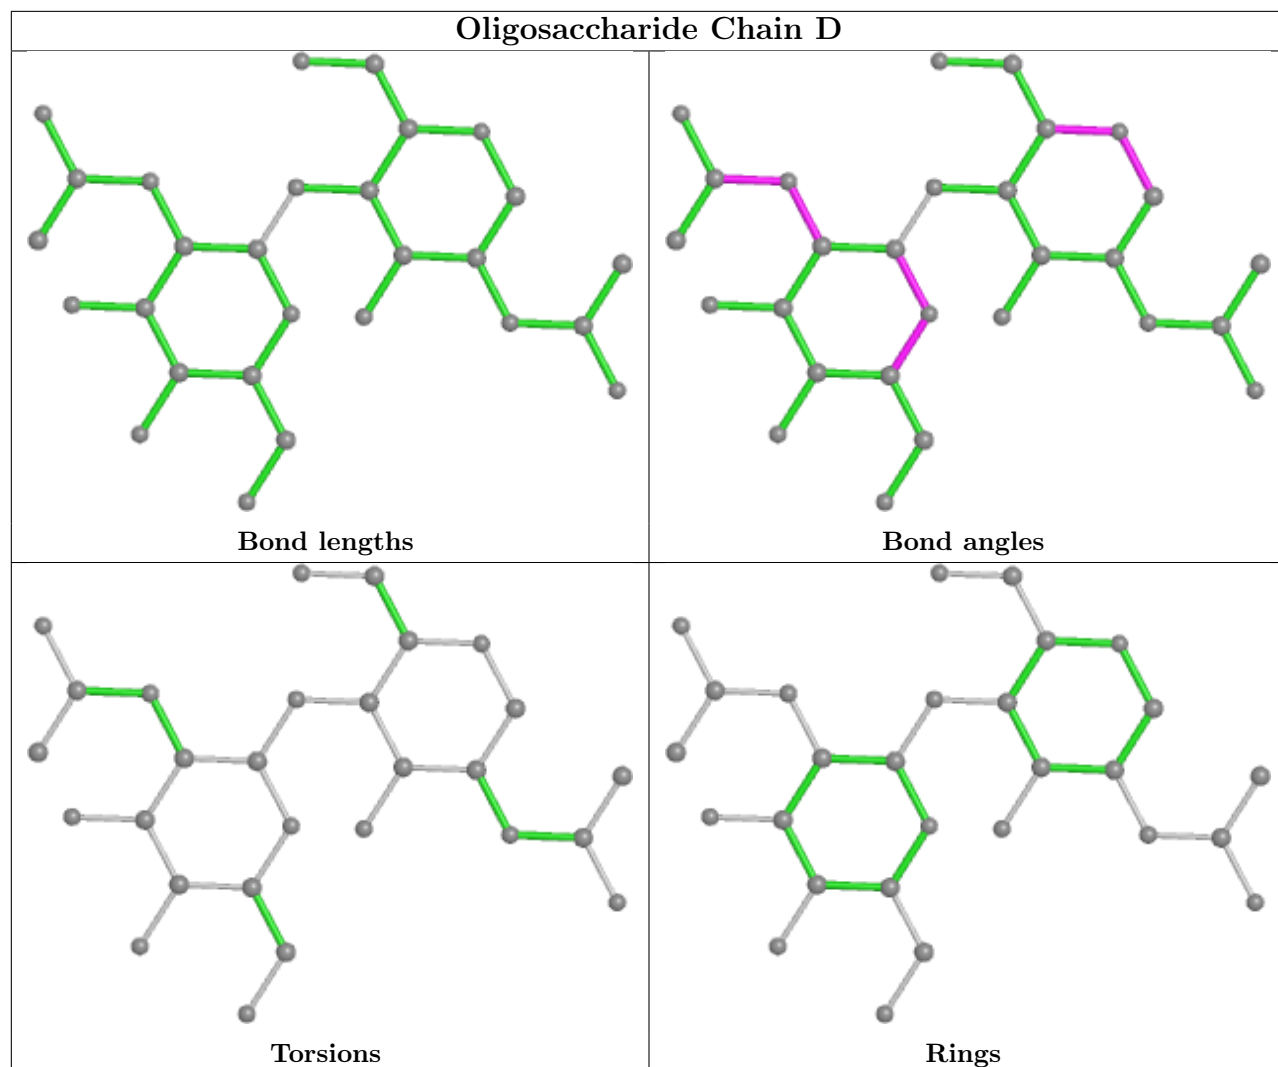 Oligosaccharide Chain D
Bond lengths
Bond angles
Torsions
Rings